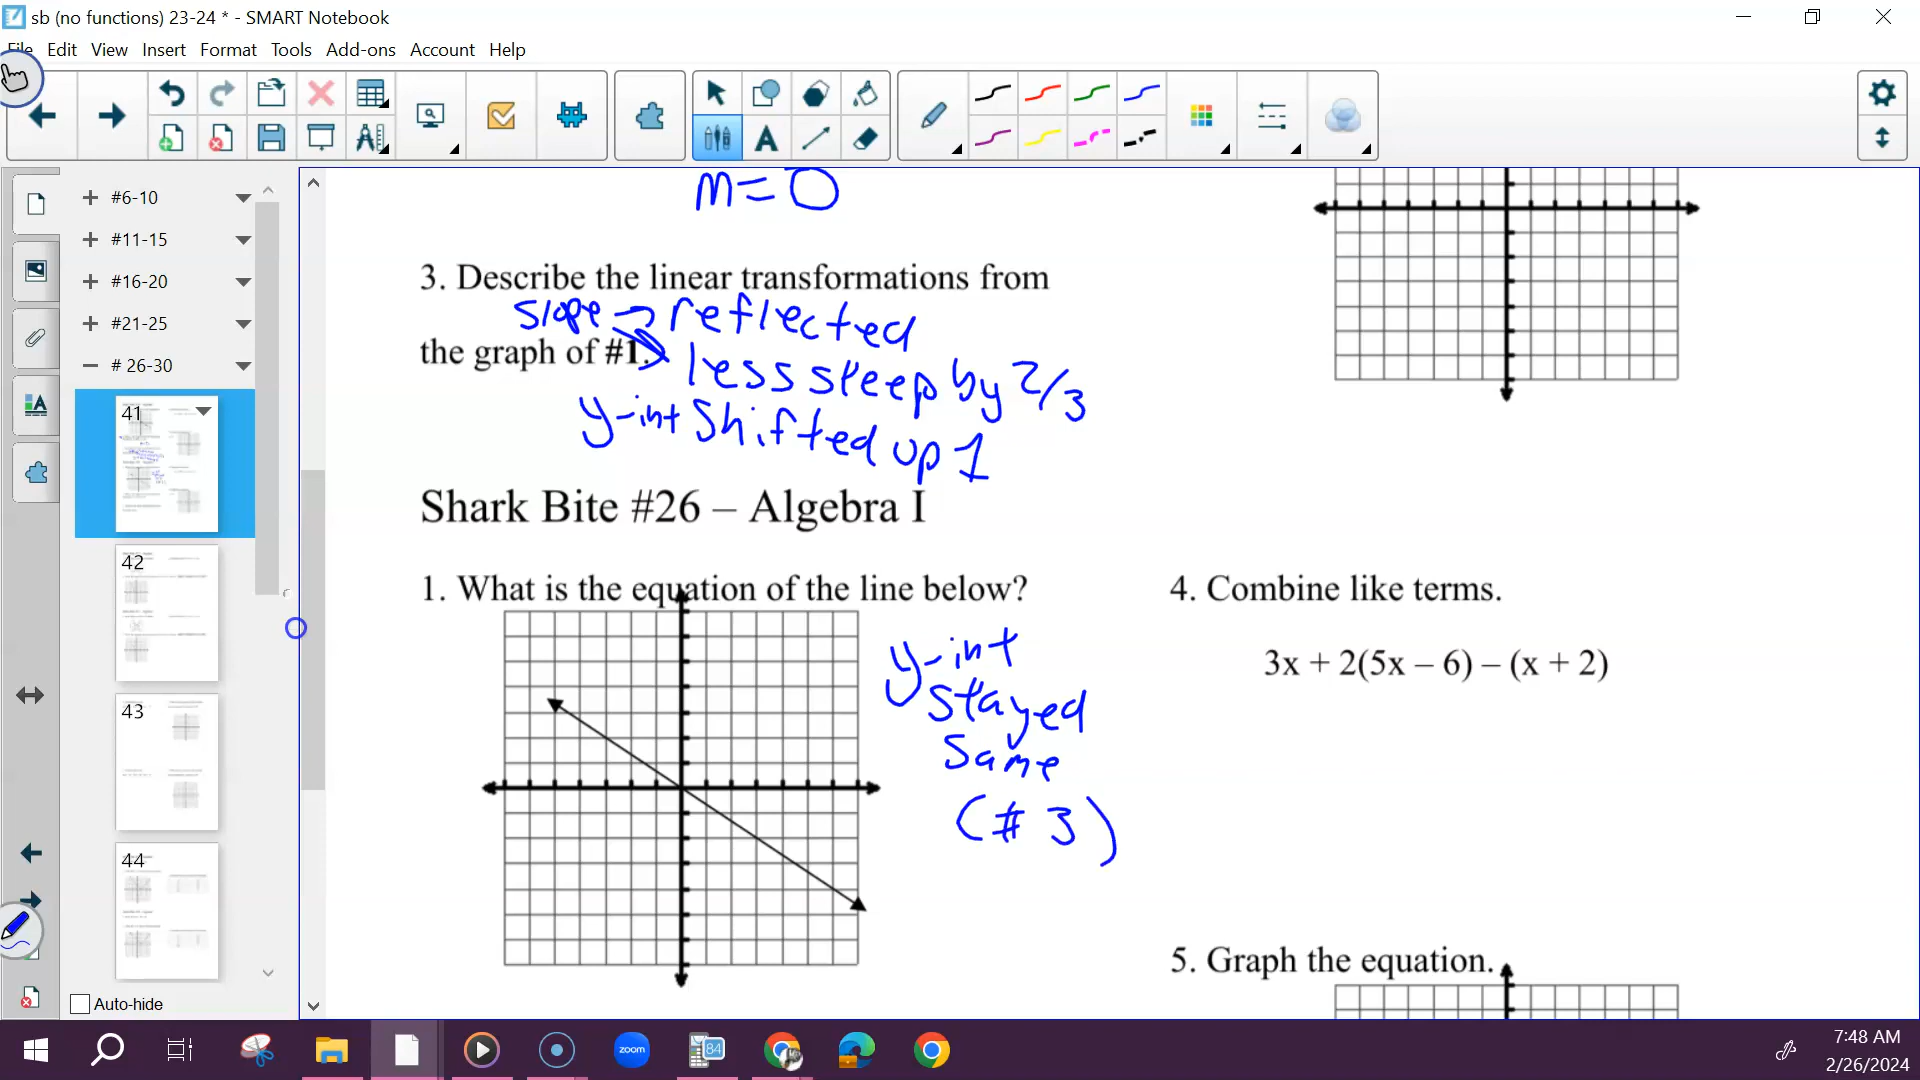 sb (no functions) 23-24 * - SMART Notebook
File Edit View Insert Format Tools Add-ons Account Help
#6-10
#11-15
#16-20
#21-25
# 26-30
41
42
43
44
Auto-hide
m=0
3. Describe the linear transformations from
slope → reflected
the graph of #1.
less steep by 2/3
y-int shifted up 1
Shark Bite #26 – Algebra I
1. What is the equation of the line below?
y-int
stayed
same
(#3)
4. Combine like terms.
3x + 2(5x – 6) – (x + 2)
5. Graph the equation.
zoom
84
7:48 AM
2/26/2024